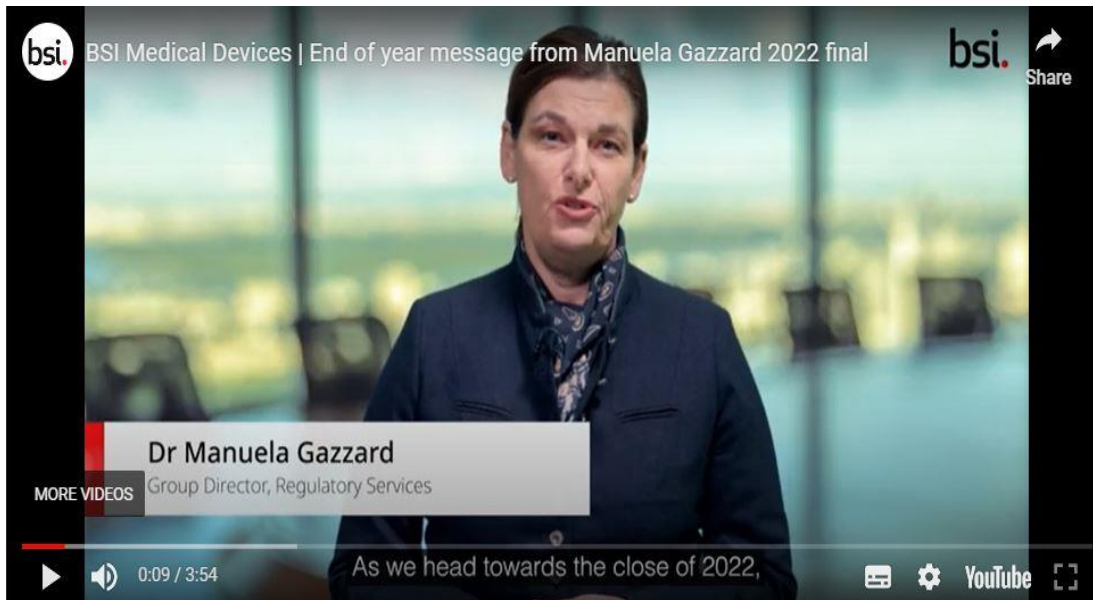 bsi.
BSI Medical Devices | End of year message from Manuela Gazzard 2022 final
bsi.
Share
Dr Manuela Gazzard
Group Director, Regulatory Services
MORE VIDEOS
As we head towards the close of 2022,
0:09 / 3:54
YouTube